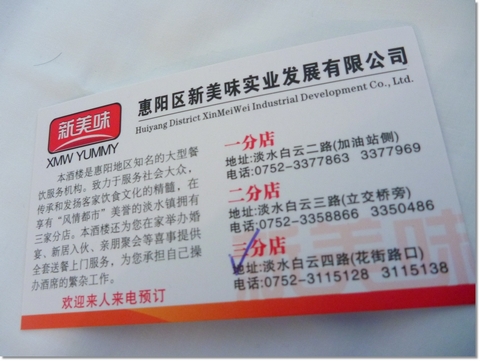 惠阳区新美味实业发展有限公司
Huiyang District XinMeiWei Industrial Development Co., Ltd.
新美味
XMW YUMMY
本酒楼是惠阳地区知名的大型餐
饮服务机构。致力于服务社会大众，
传承和发扬客家饮食文化的精髓，在
享有“风情都市”美誉的淡水镇拥有
三家分店。本酒楼还为您在家举办婚
宴、新居入伙、亲朋聚会等喜事提供
全套送餐上门服务，为您承担自己操
办酒席的繁杂工作。
欢迎来人来电预订
一分店
地址:淡水白云二路(加油站侧)
电话:0752-3377863 3377969
二分店
地址:淡水白云三路(立交桥旁)
电话:0752-3358866 3350486
三分店
地址:淡水白云四路(花街路口)
电话:0752-3115128 3115138
新美味